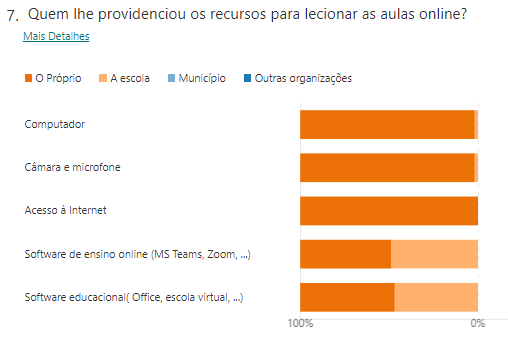 7. Quem lhe providenciou os recursos para lecionar as aulas online?
Mais Detalhes
O Próprio A escola Município Outras organizações
Computador
Câmara e microfone
Acesso à Internet
Software de ensino online (MS Teams, Zoom, ...)
Software educacional( Office, escola virtual, ...)
100% 0%